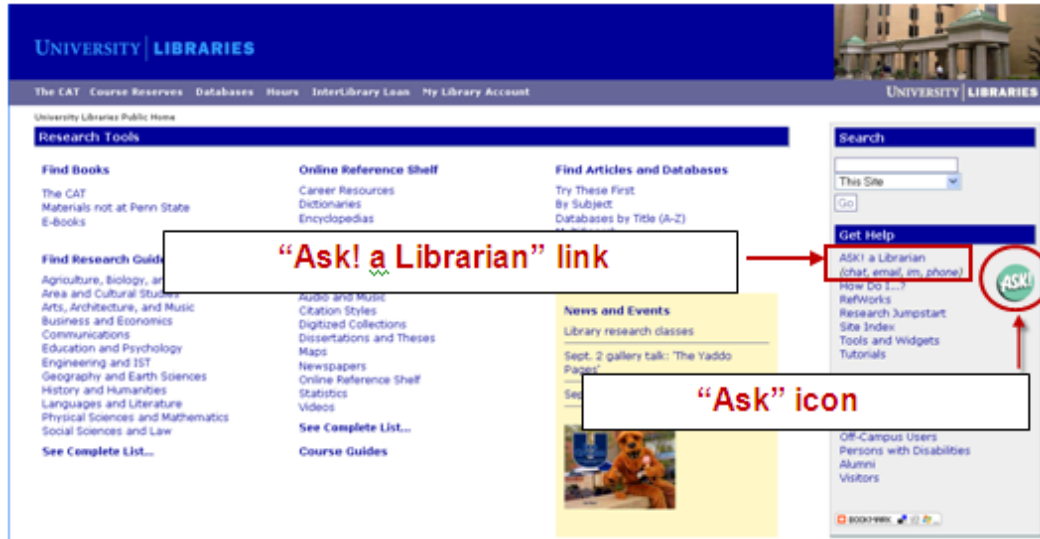 UNIVERSITY LIBRARIES
The CAT Course Reserves Databases Hours InterLibrary Loan My Library Account
UNIVERSITY LIBRARIES
University Libraries Public Home
Research Tools
Find Books
The CAT
Materials not at Penn State
E-Books
Online Reference Shelf
Career Resources
Dictionaries
Encyclopedias
Find Articles and Databases
Try These First
By Subject
Databases by Title (A-Z)
Search
This Site
Go
"Ask! a Librarian" link
Get Help
ASK! a Librarian
(chat, email, im, phone)
How Do I...?
RefWorks
Research Jumpstart
Site Index
Tools and Widgets
Tutorials
ASK!
Find Research Guid
Agriculture, Biology, an
Area and Cultural Studies
Arts, Architecture, and Music
Business and Economics
Communications
Education and Psychology
Engineering and IST
Geography and Earth Sciences
History and Humanities
Languages and Literature
Physical Sciences and Mathematics
Social Sciences and Law
See Complete List...
Audio and Music
Citation Styles
Digitized Collections
Dissertations and Theses
Maps
Newspapers
Online Reference Shelf
Statistics
Videos
See Complete List...
Course Guides
News and Events
Library research classes
Sept. 2 gallery talk: 'The Yaddo
Pages'
Sep
"Ask" icon
Off-Campus Users
Persons with Disabilities
Alumni
Visitors
BOOKMARK